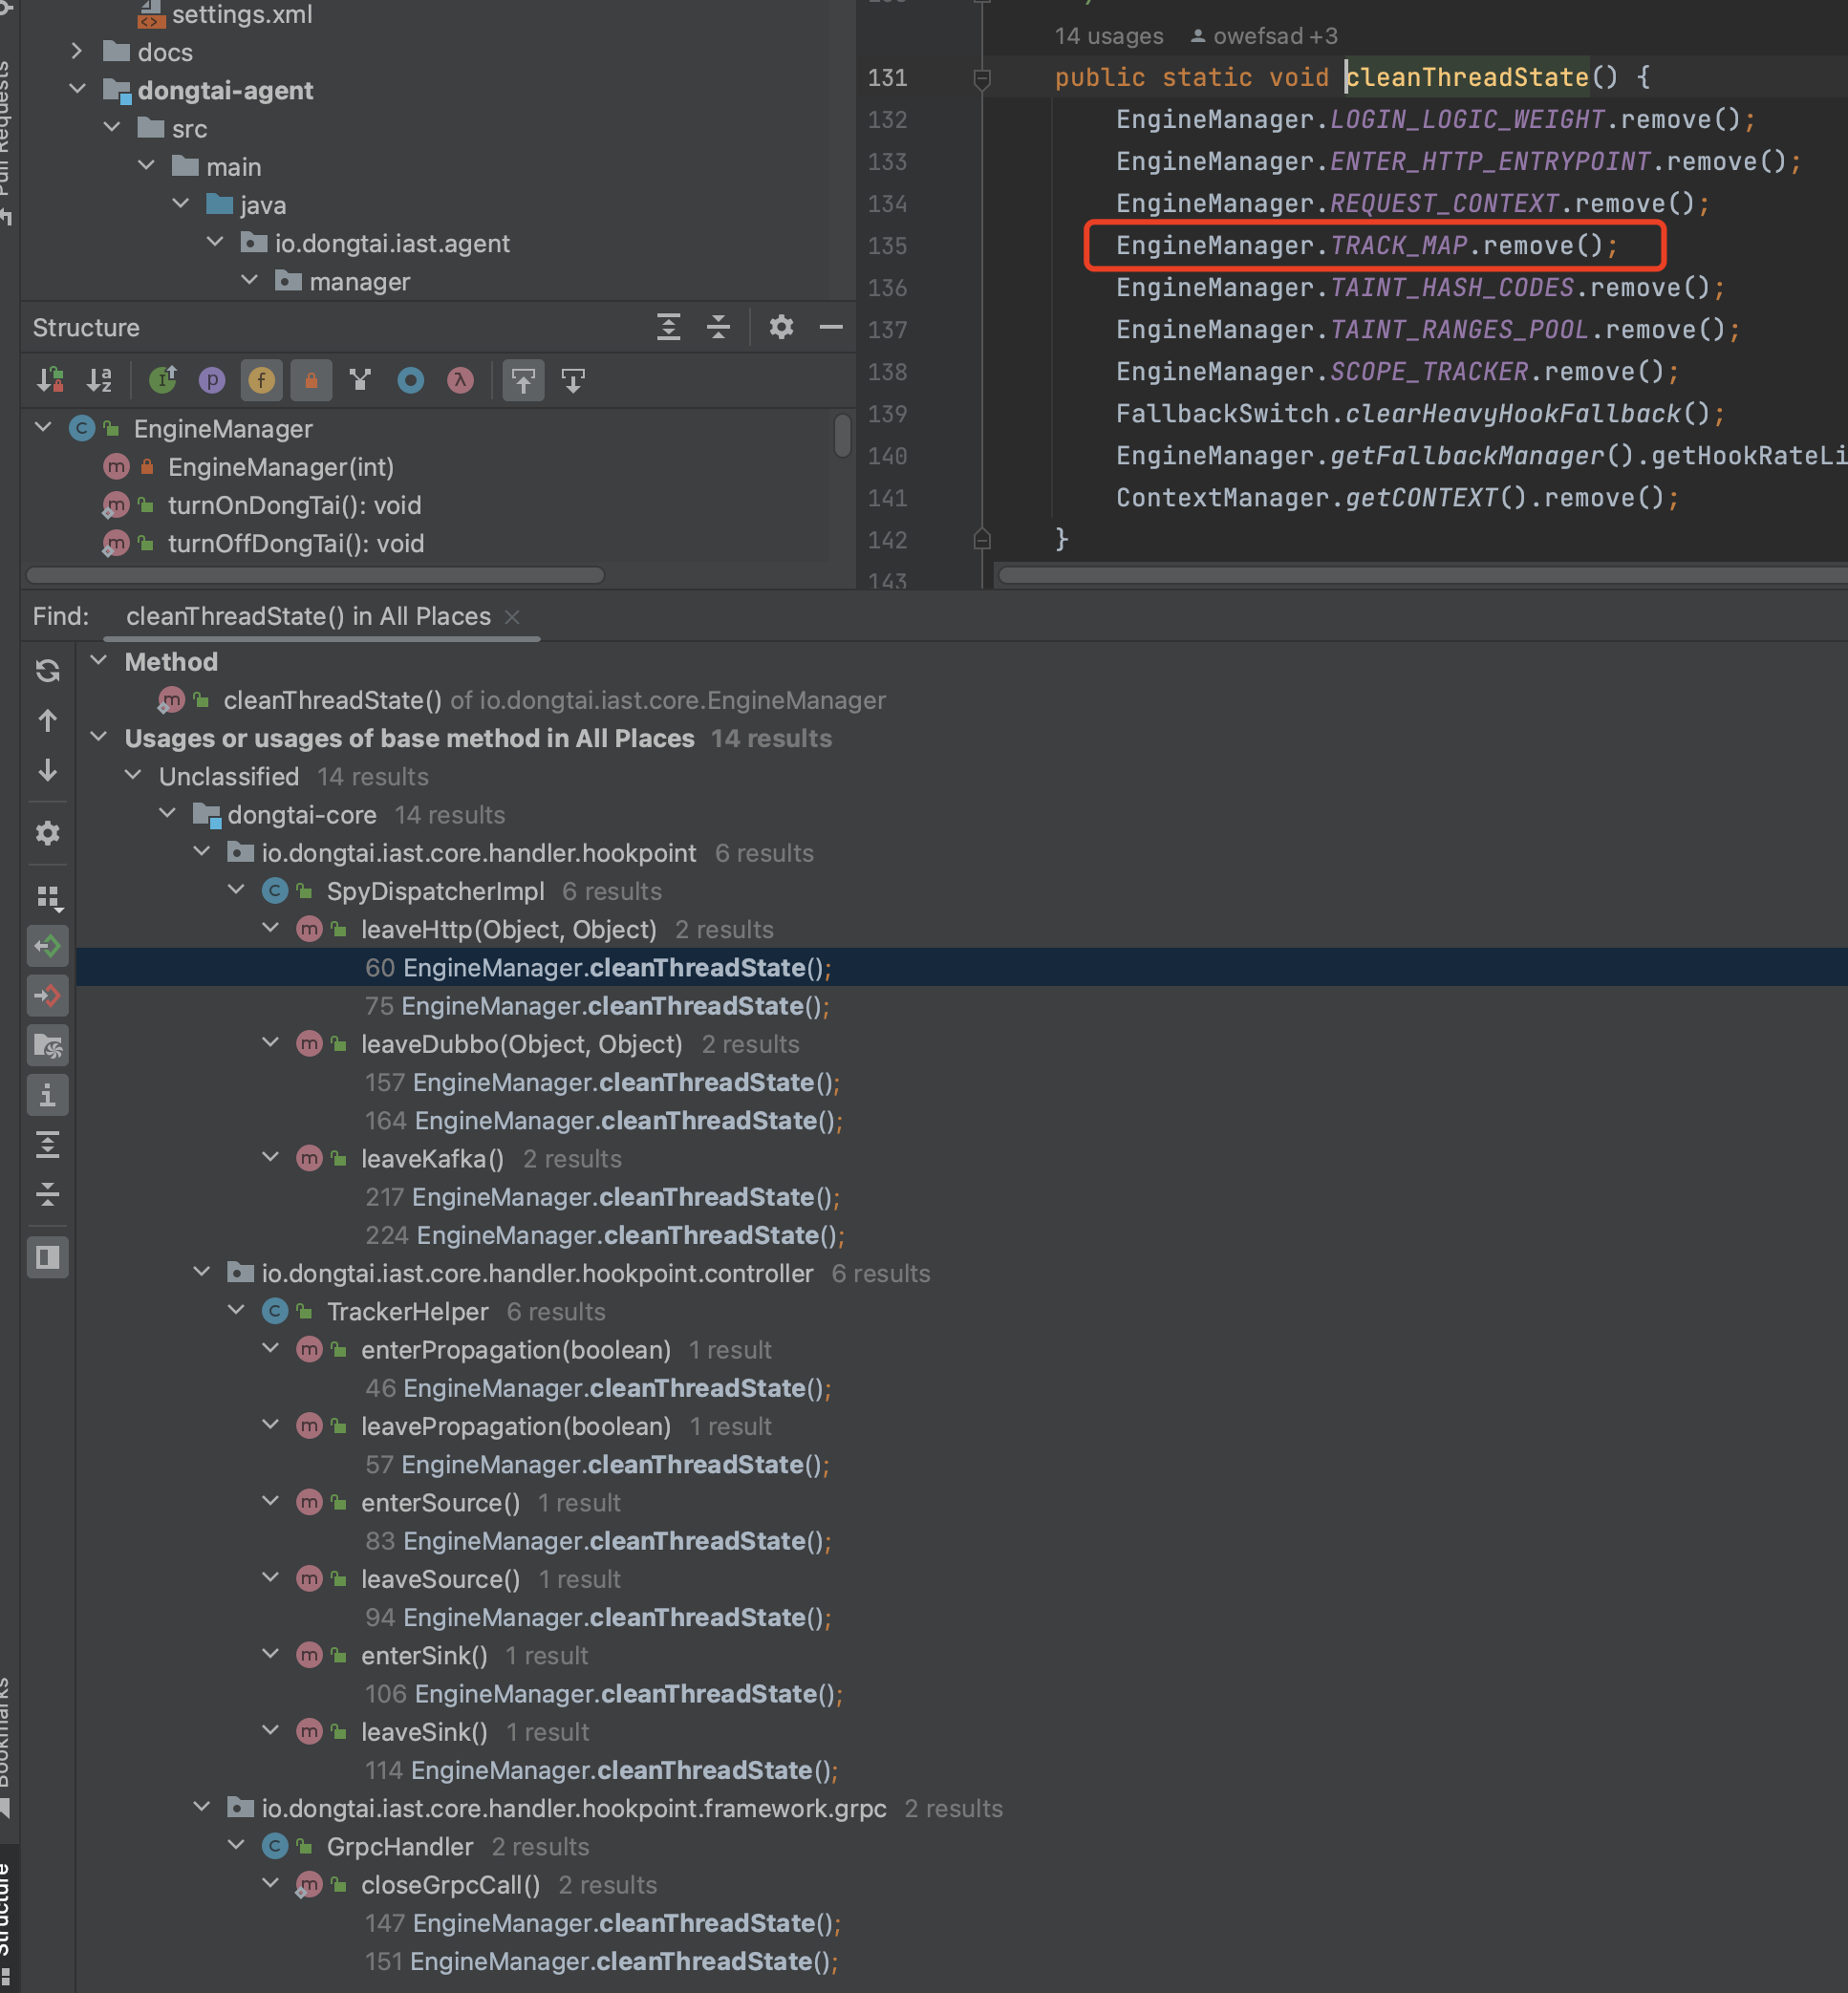 settings.xml
docs
dongtai-agent
src
main
java
io.dongtai.iast.agent
manager
Structure
EngineManager
EngineManager(int)
turnOnDongTai(): void
turnOffDongTai(): void
14 usages owefsad +3
131 public static void cleanThreadState() {
132 EngineManager.LOGIN_LOGIC_WEIGHT.remove();
133 EngineManager.ENTER_HTTP_ENTRYPOINT.remove();
134 EngineManager.REQUEST_CONTEXT.remove();
135 EngineManager.TRACK_MAP.remove();
136 EngineManager.TAINT_HASH_CODES.remove();
137 EngineManager.TAINT_RANGES_POOL.remove();
138 EngineManager.SCOPE_TRACKER.remove();
139 FallbackSwitch.clearHeavyHookFallback();
140 EngineManager.getFallbackManager().getHookRateLi
141 ContextManager.getCONTEXT().remove();
142 }
143
Find: cleanThreadState() in All Places
Method
cleanThreadState() of io.dongtai.iast.core.EngineManager
Usages or usages of base method in All Places 14 results
Unclassified 14 results
dongtai-core 14 results
io.dongtai.iast.core.handler.hookpoint 6 results
SpyDispatcherImpl 6 results
leaveHttp(Object, Object) 2 results
60 EngineManager.cleanThreadState();
75 EngineManager.cleanThreadState();
leaveDubbo(Object, Object) 2 results
157 EngineManager.cleanThreadState();
164 EngineManager.cleanThreadState();
leaveKafka() 2 results
217 EngineManager.cleanThreadState();
224 EngineManager.cleanThreadState();
io.dongtai.iast.core.handler.hookpoint.controller 6 results
TrackerHelper 6 results
enterPropagation(boolean) 1 result
46 EngineManager.cleanThreadState();
leavePropagation(boolean) 1 result
57 EngineManager.cleanThreadState();
enterSource() 1 result
83 EngineManager.cleanThreadState();
leaveSource() 1 result
94 EngineManager.cleanThreadState();
enterSink() 1 result
106 EngineManager.cleanThreadState();
leaveSink() 1 result
114 EngineManager.cleanThreadState();
io.dongtai.iast.core.handler.hookpoint.framework.grpc 2 results
GrpcHandler 2 results
closeGrpcCall() 2 results
147 EngineManager.cleanThreadState();
151 EngineManager.cleanThreadState();
Pull Requests
Bookmarks
Structure